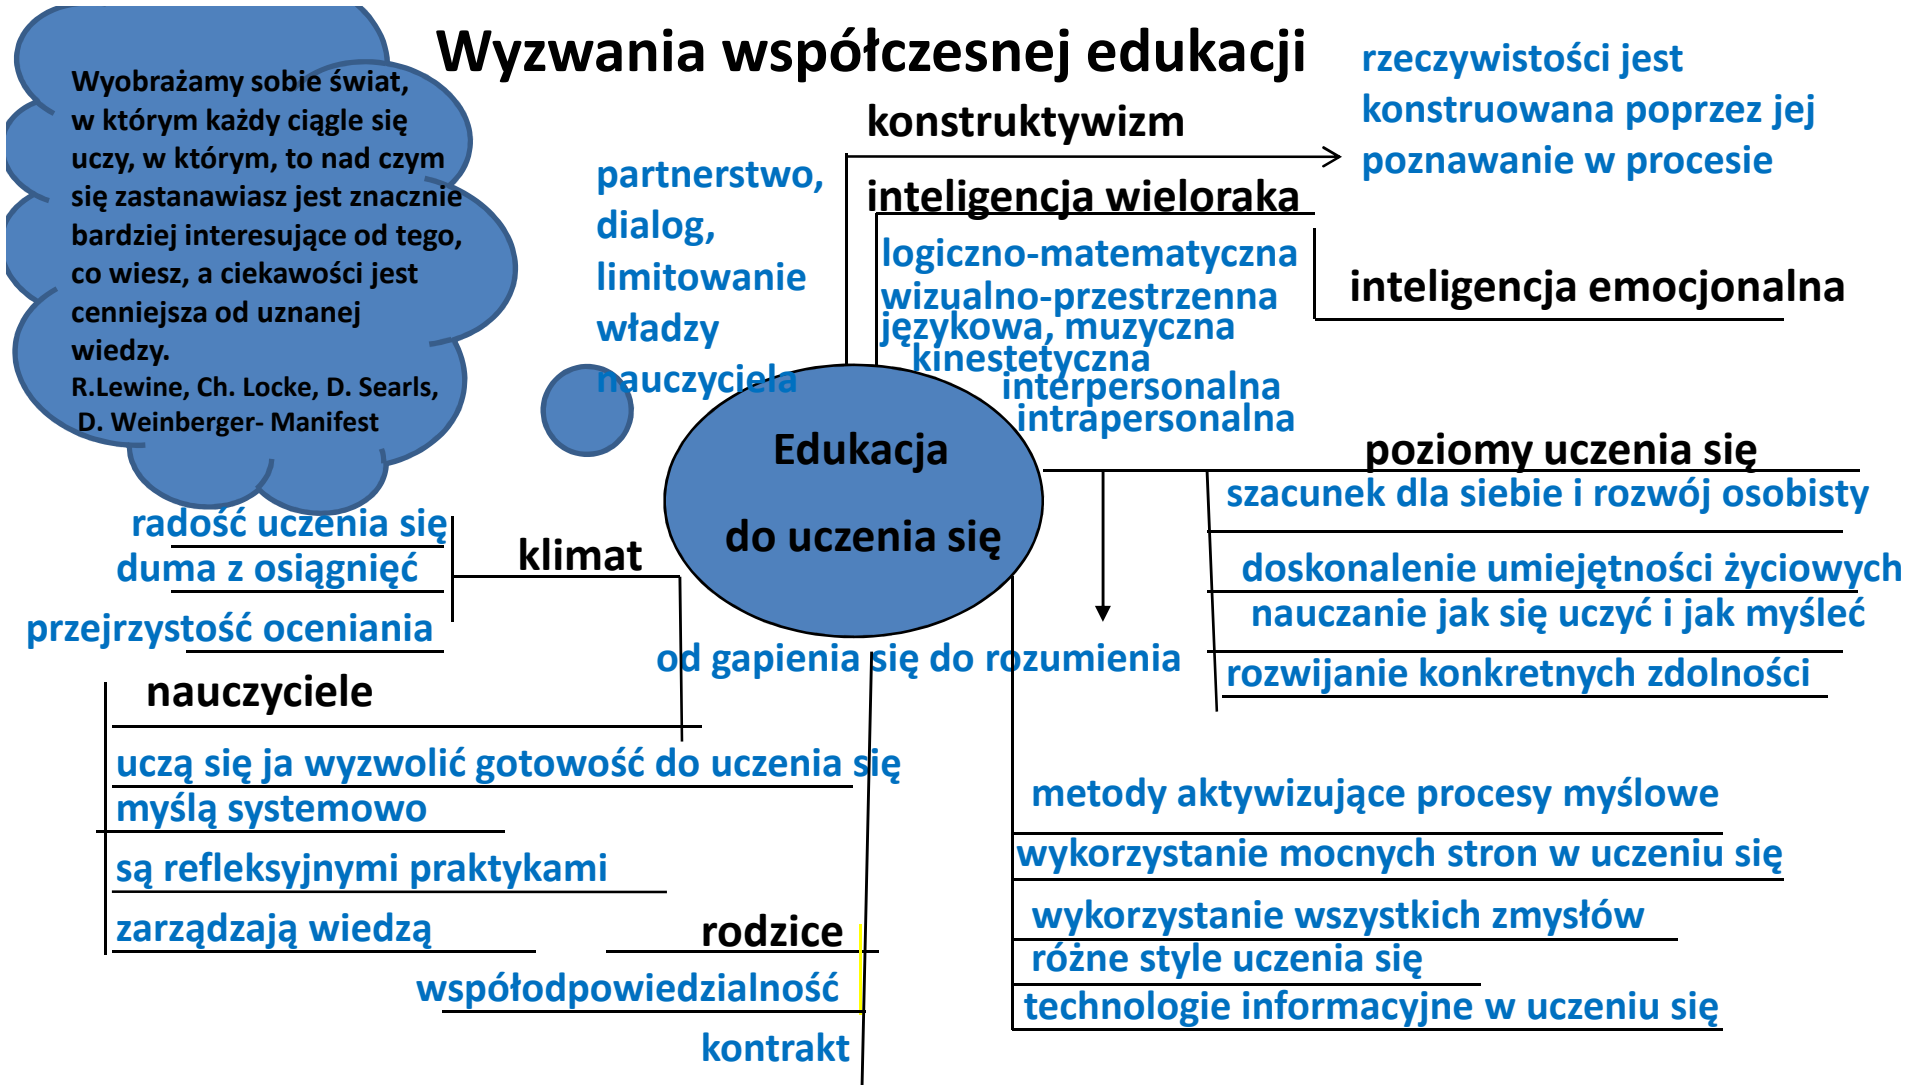 Wyzwania współczesnej edukacji
Wyobrażamy sobie świat,
w którym każdy ciągle się
uczy, w którym, to nad czym
się zastanawiasz jest znacznie
bardziej interesujące od tego,
co wiesz, a ciekawości jest
cenniejsza od uznanej
wiedzy.
R.Lewine, Ch. Locke, D. Searls,
D. Weinberger- Manifest
partnerstwo,
dialog,
limitowanie
władzy
nauczyciela
konstruktywizm
rzeczywistości jest
konstruowana poprzez jej
poznawanie w procesie
inteligencja wieloraka
logiczno-matematyczna
wizualno-przestrzenna
językowa, muzyczna
kinestetyczna
interpersonalna
intrapersonalna
inteligencja emocjonalna
Edukacja
do uczenia się
poziomy uczenia się
szacunek dla siebie i rozwój osobisty
doskonalenie umiejętności życiowych
nauczanie jak się uczyć i jak myśleć
rozwijanie konkretnych zdolności
radość uczenia się
duma z osiągnięć
przejrzystość oceniania
klimat
od gapienia się do rozumienia
nauczyciele
uczą się ja wyzwolić gotowość do uczenia się
myślą systemowo
są refleksyjnymi praktykami
zarządzają wiedzą
rodzice
współodpowiedzialność
kontrakt
metody aktywizujące procesy myślowe
wykorzystanie mocnych stron w uczeniu się
wykorzystanie wszystkich zmysłów
różne style uczenia się
technologie informacyjne w uczeniu się